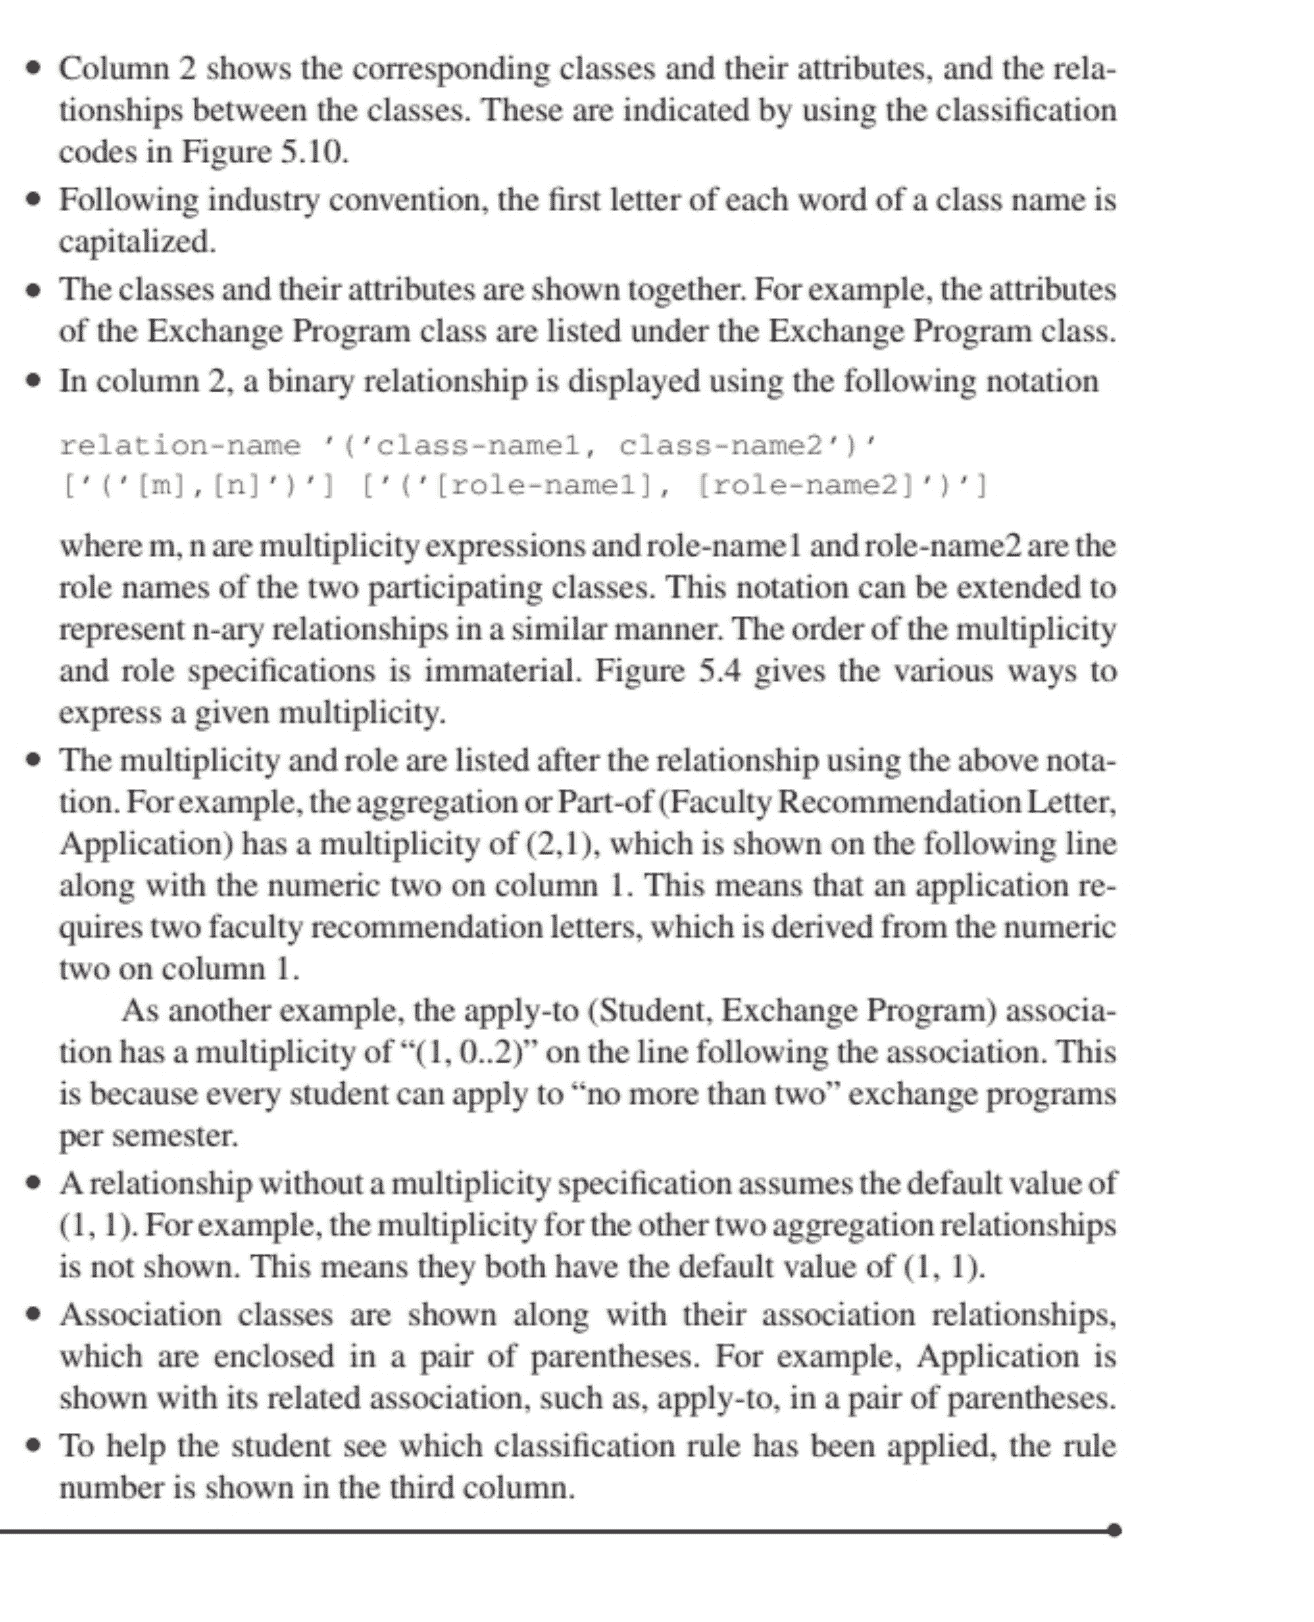 • Column 2 shows the corresponding classes and their attributes, and the rela-
tionships between the classes. These are indicated by using the classification
codes in Figure 5.10.
• Following industry convention, the first letter of each word of a class name is
capitalized.
• The classes and their attributes are shown together. For example, the attributes
of the Exchange Program class are listed under the Exchange Program class.
• In column 2, a binary relationship is displayed using the following notation
relation-name '('class-name1, class-name2')'
['('[m],[n]')'] ['('[role-name1], [role-name2]')']
where m, n are multiplicity expressions and role-name1 and role-name2 are the
role names of the two participating classes. This notation can be extended to
represent n-ary relationships in a similar manner. The order of the multiplicity
and role specifications is immaterial. Figure 5.4 gives the various ways to
express a given multiplicity.
• The multiplicity and role are listed after the relationship using the above nota-
tion. For example, the aggregation or Part-of (Faculty Recommendation Letter,
Application) has a multiplicity of (2,1), which is shown on the following line
along with the numeric two on column 1. This means that an application re-
quires two faculty recommendation letters, which is derived from the numeric
two on column 1.
As another example, the apply-to (Student, Exchange Program) associa-
tion has a multiplicity of “(1, 0..2)” on the line following the association. This
is because every student can apply to “no more than two” exchange programs
per semester.
• A relationship without a multiplicity specification assumes the default value of
(1, 1). For example, the multiplicity for the other two aggregation relationships
is not shown. This means they both have the default value of (1, 1).
• Association classes are shown along with their association relationships,
which are enclosed in a pair of parentheses. For example, Application is
shown with its related association, such as, apply-to, in a pair of parentheses.
• To help the student see which classification rule has been applied, the rule
number is shown in the third column.